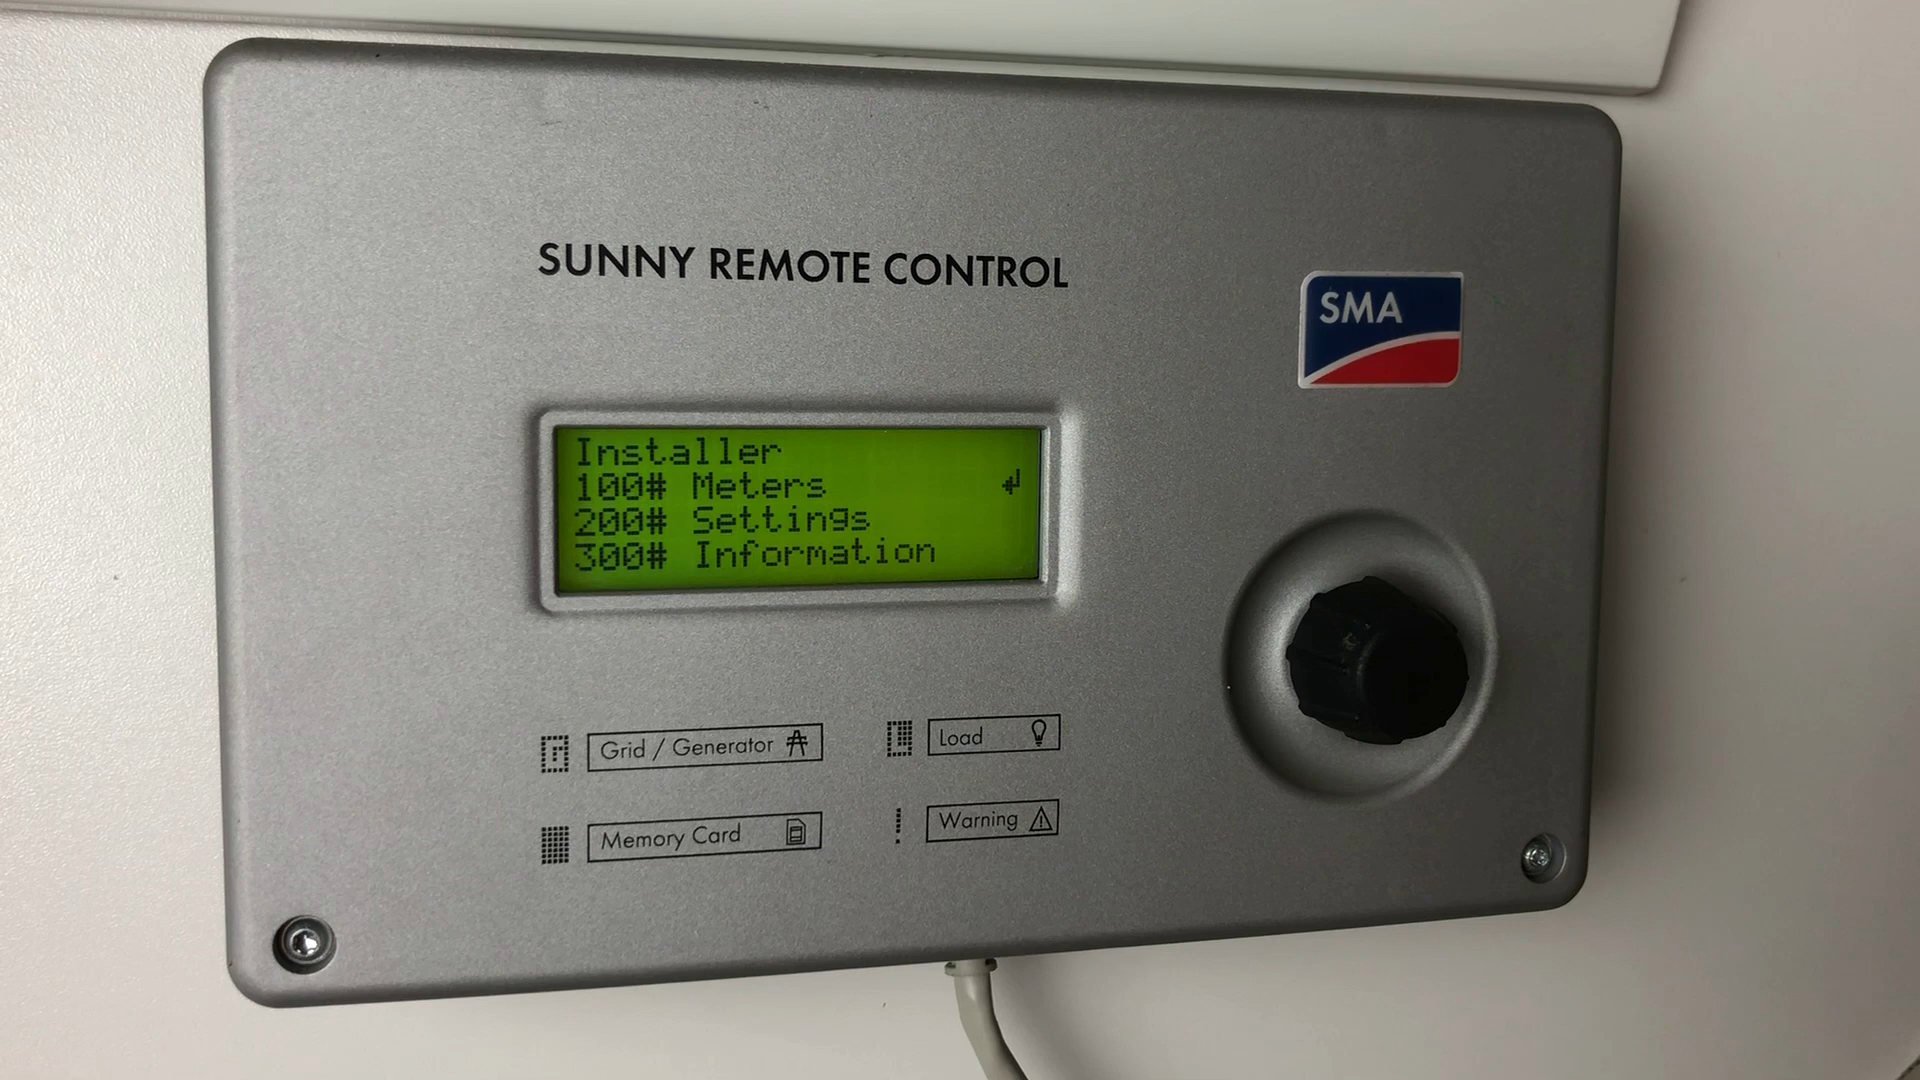 SUNNY REMOTE CONTROL
SMA
Installer
100# Meters
200# Settings
300# Information
Grid / Generator
Load
Memory Card
Warning